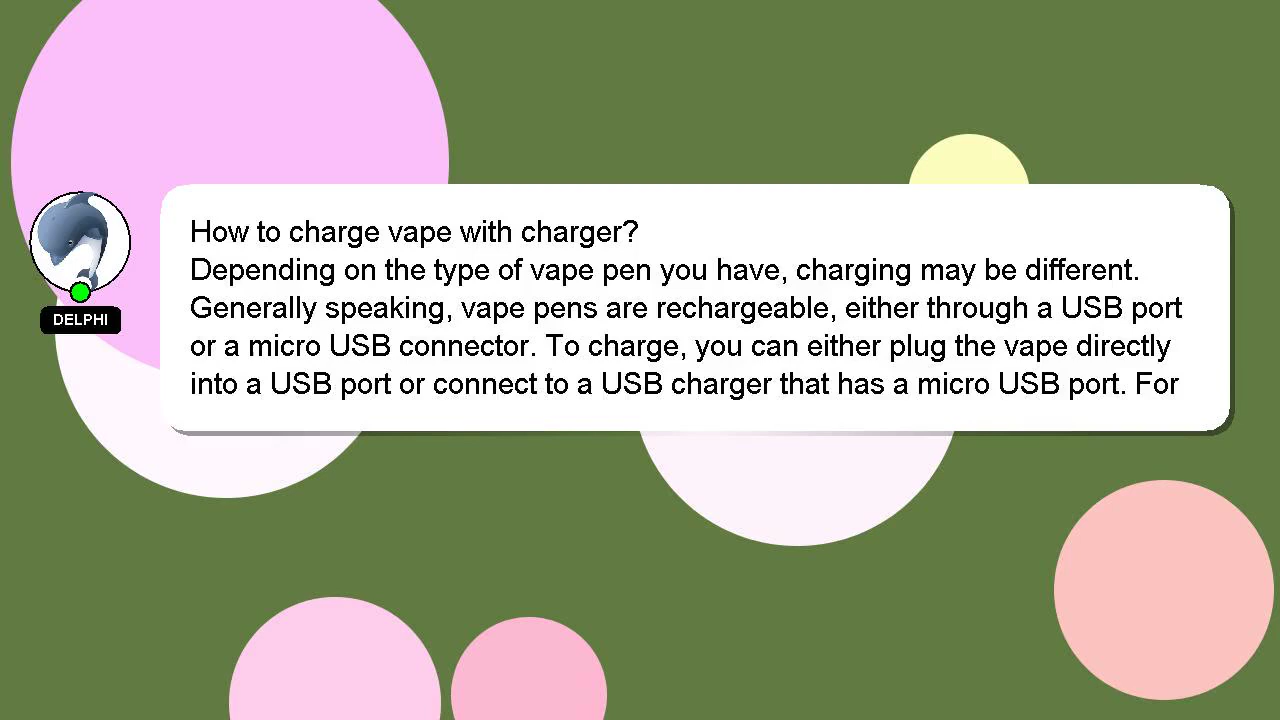 How to charge vape with charger?
Depending on the type of vape pen you have, charging may be different.
Generally speaking, vape pens are rechargeable, either through a USB port
or a micro USB connector. To charge, you can either plug the vape directly
into a USB port or connect to a USB charger that has a micro USB port. For
DELPHI